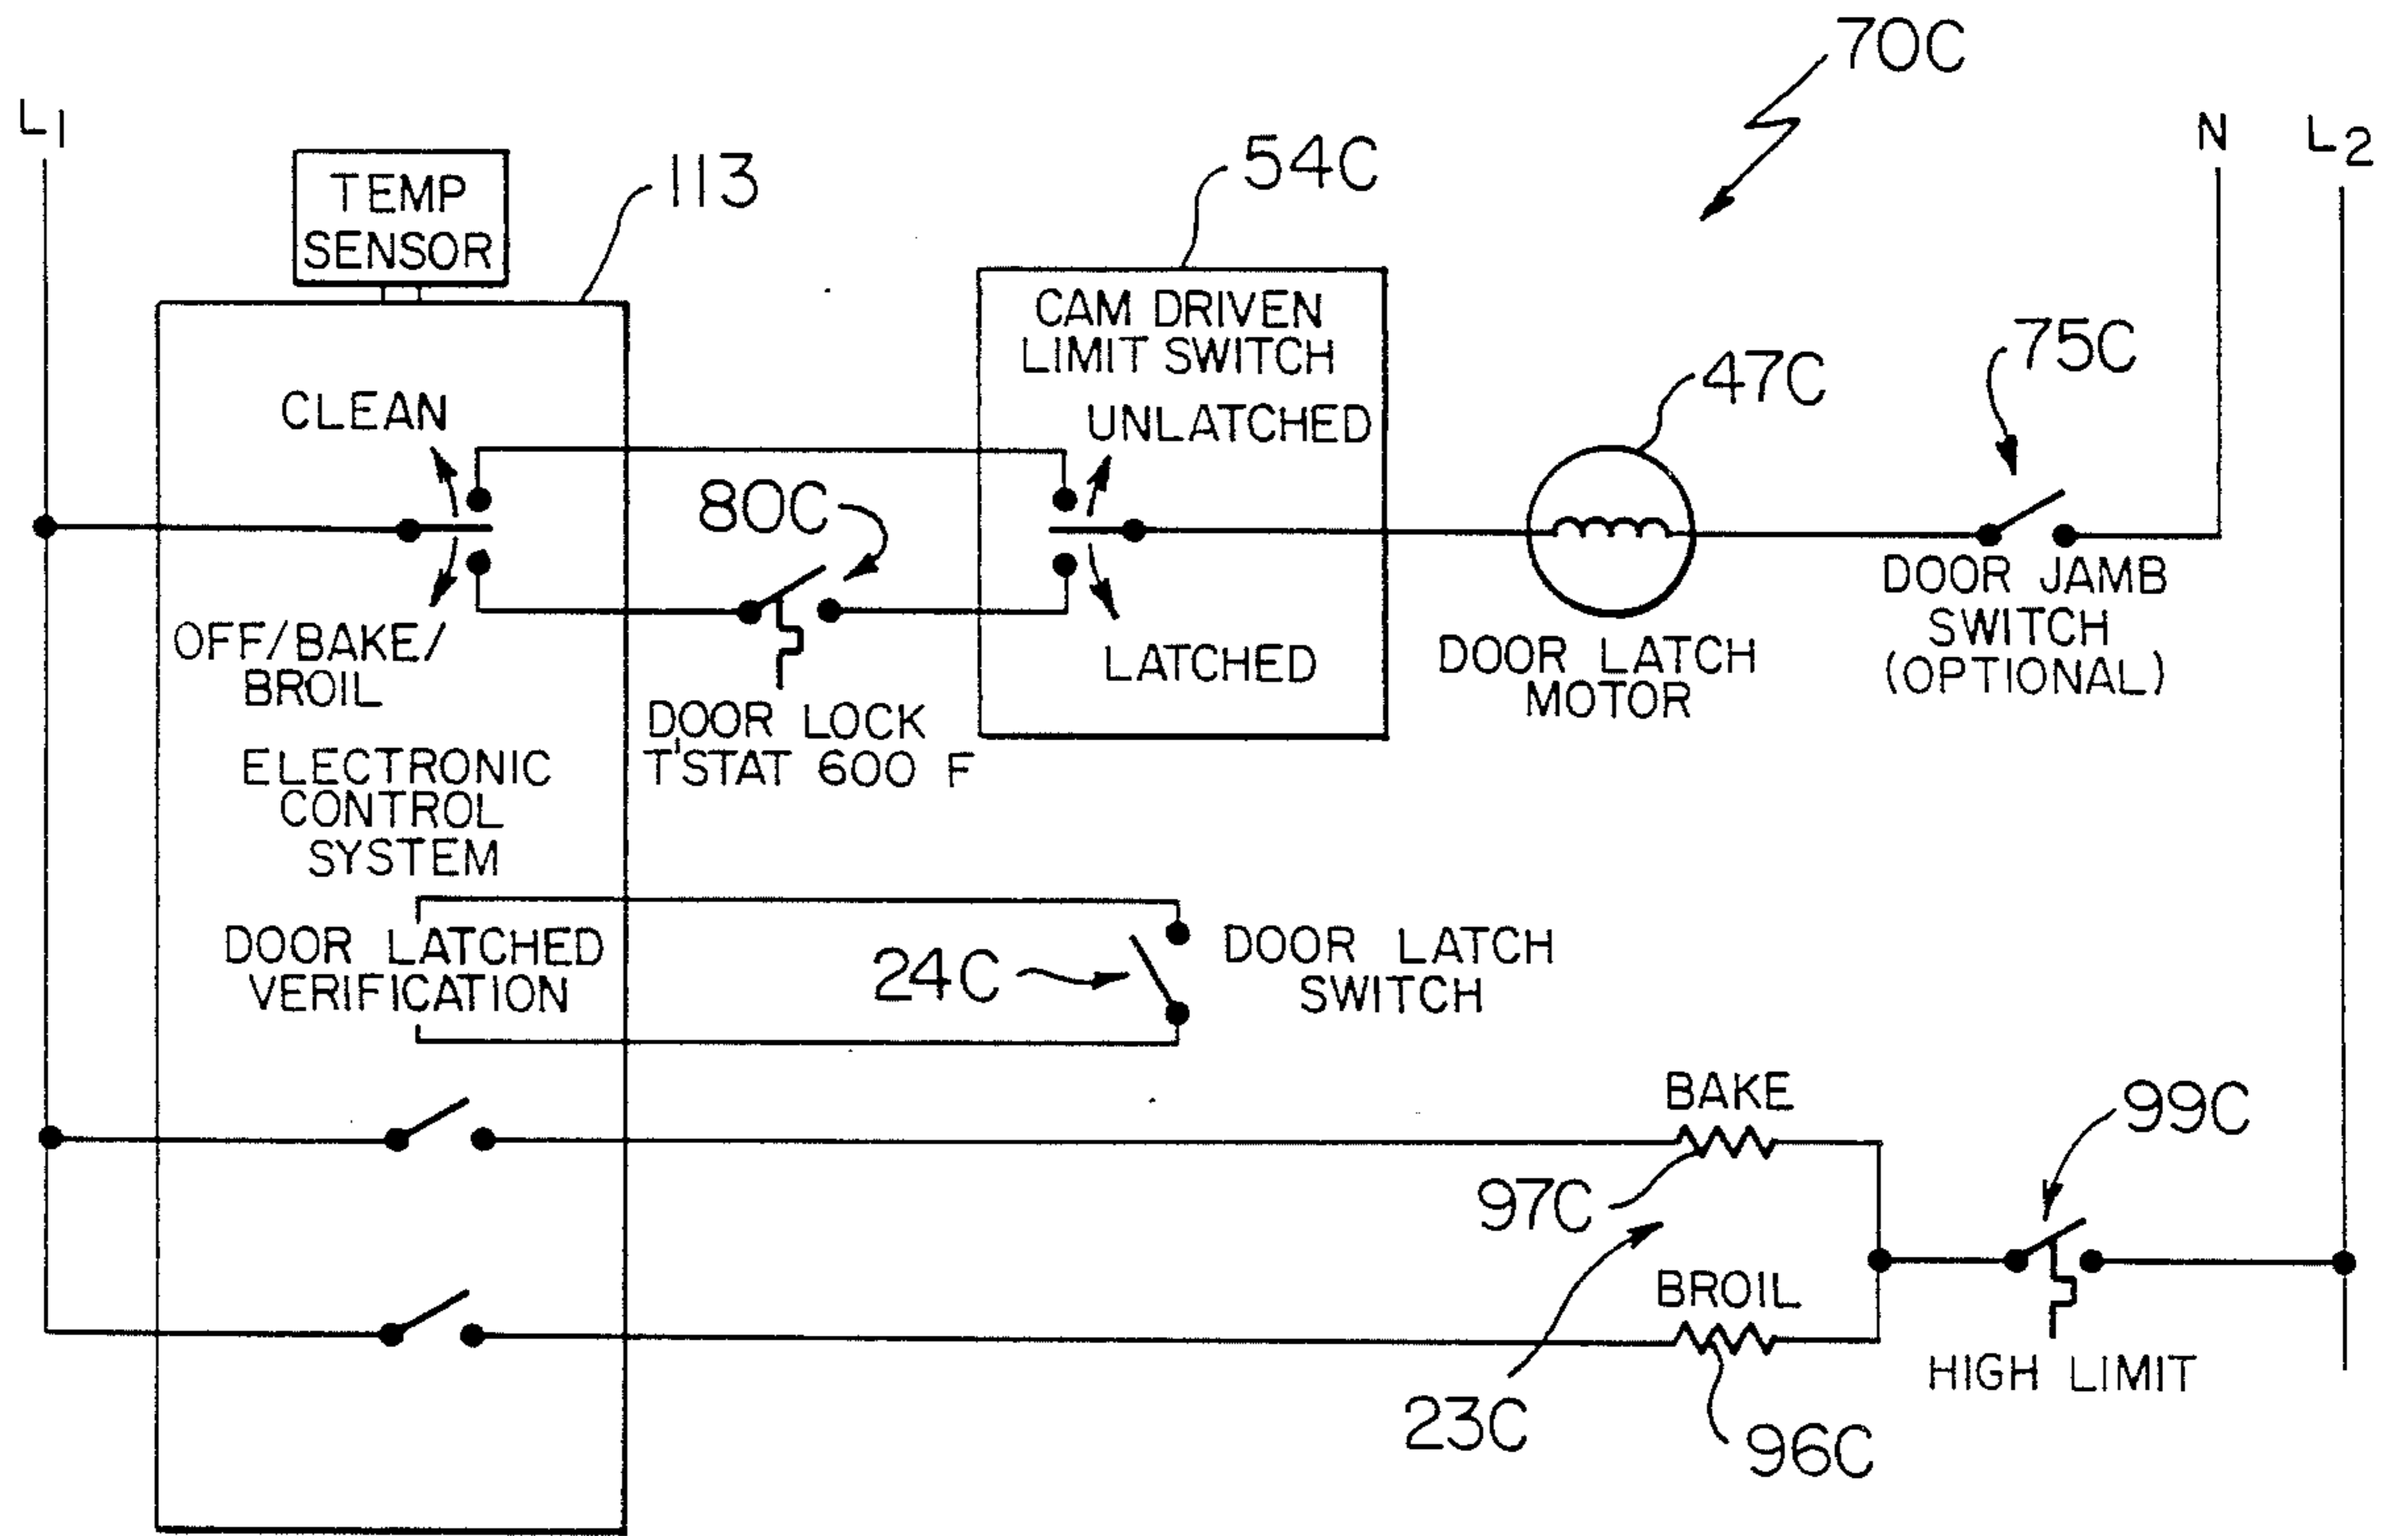 70C
L1
N
L2
TEMP
SENSOR
113
54C
CAM DRIVEN
LIMIT SWITCH
75C
47C
CLEAN
UNLATCHED
80C
OFF/BAKE/
BROIL
LATCHED
DOOR LATCH
MOTOR
DOOR JAMB
SWITCH
(OPTIONAL)
DOOR LOCK
T'STAT 600 F
ELECTRONIC
CONTROL
SYSTEM
DOOR LATCHED
VERIFICATION
24C
DOOR LATCH
SWITCH
BAKE
99C
97C
BROIL
HIGH LIMIT
23C
96C